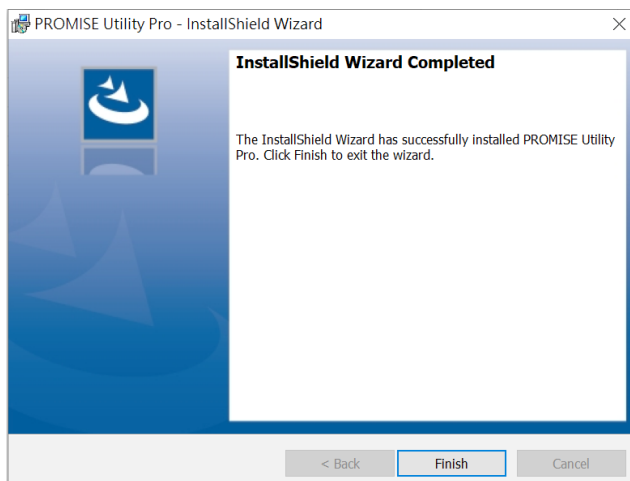 PROMISE Utility Pro - InstallShield Wizard
InstallShield Wizard Completed
The InstallShield Wizard has successfully installed PROMISE Utility
Pro. Click Finish to exit the wizard.
< Back
Finish
Cancel